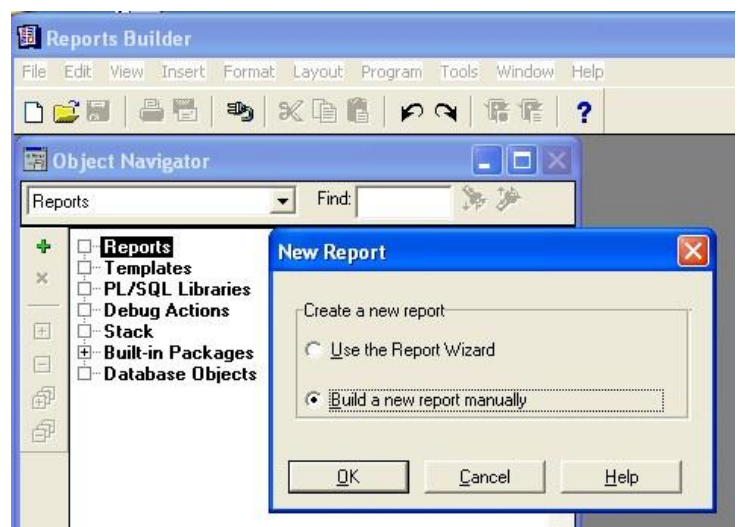 Reports Builder
File Edit View Insert Format Layout Program Tools Window Help
?
Object Navigator
Reports Find:
Reports
Templates
PL/SQL Libraries
Debug Actions
Stack
Built-in Packages
Database Objects
New Report
Create a new report
Use the Report Wizard
Build a new report manually
OK Cancel Help